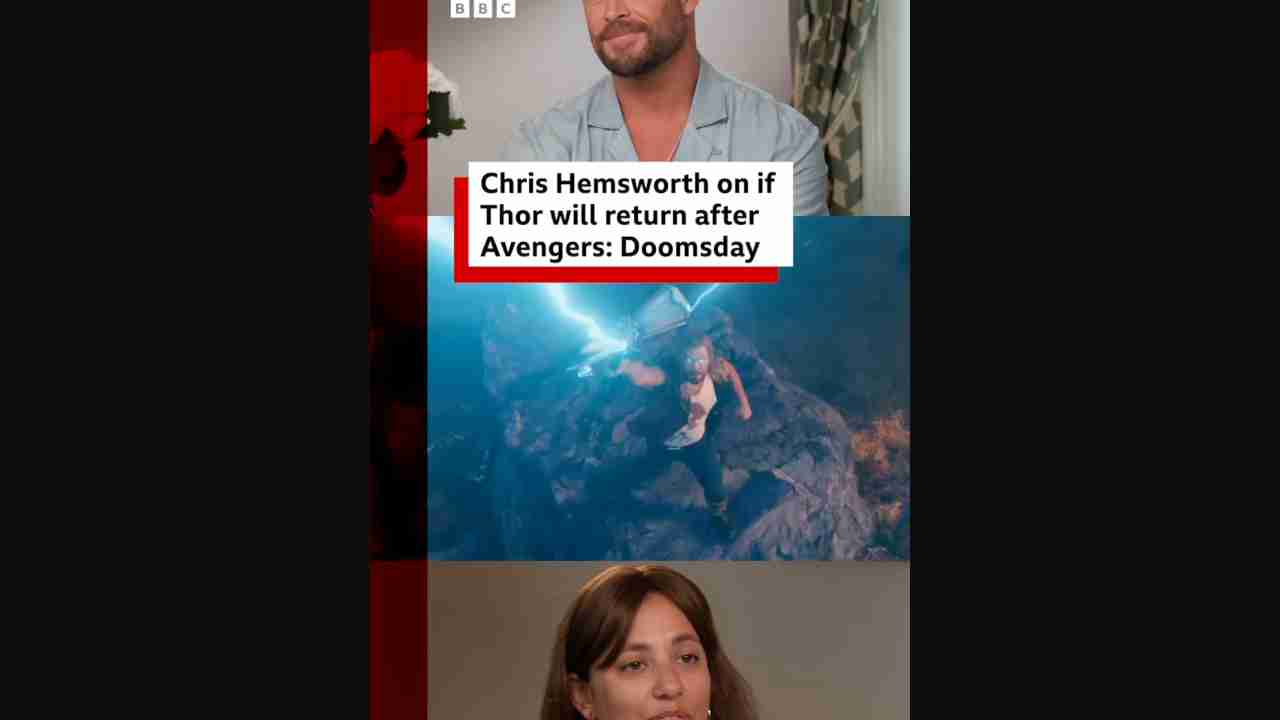 BBC
Chris Hemsworth on if
Thor will return after
Avengers: Doomsday